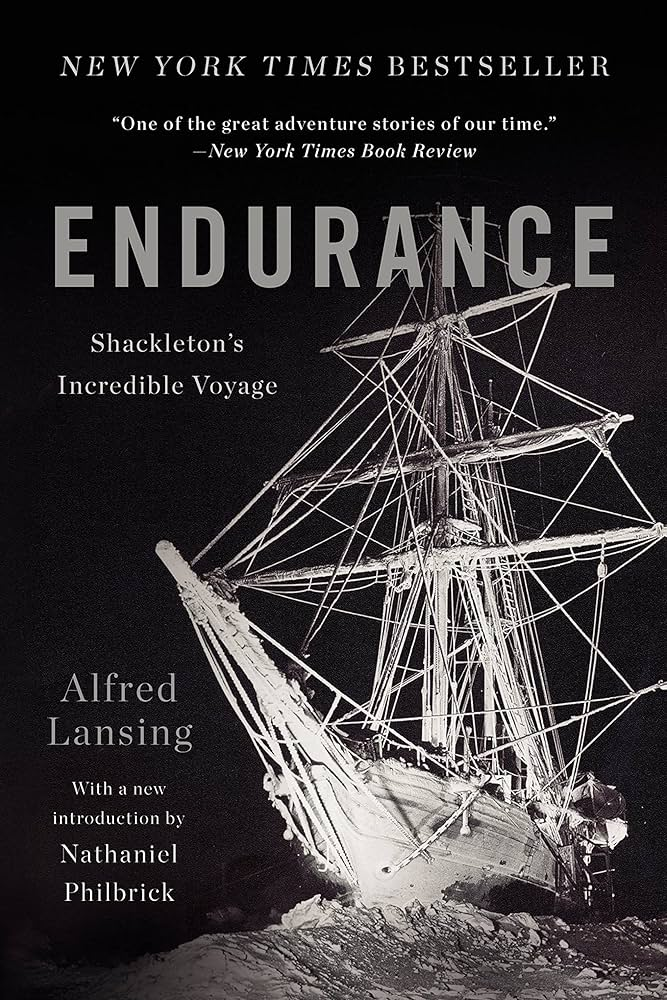 NEW YORK TIMES BESTSELLER
“One of the great adventure stories of our time.”
—New York Times Book Review
ENDURANCE
Shackleton’s
Incredible Voyage
Alfred
Lansing
With a new
introduction by
Nathaniel
Philbrick